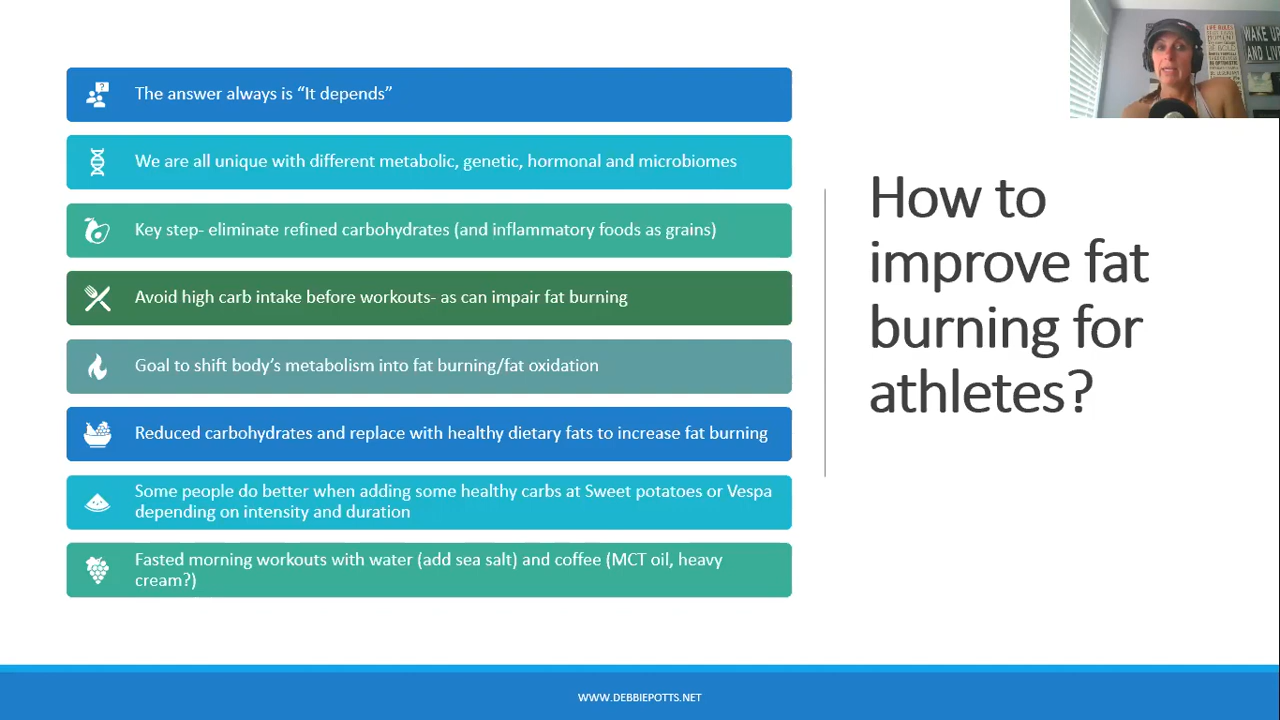 The answer always is “It depends”
We are all unique with different metabolic, genetic, hormonal and microbiomes
Key step- eliminate refined carbohydrates (and inflammatory foods as grains)
Avoid high carb intake before workouts- as can impair fat burning
Goal to shift body’s metabolism into fat burning/fat oxidation
Reduced carbohydrates and replace with healthy dietary fats to increase fat burning
Some people do better when adding some healthy carbs at Sweet potatoes or Vespa
depending on intensity and duration
Fasted morning workouts with water (add sea salt) and coffee (MCT oil, heavy
cream?)
How to
improve fat
burning for
athletes?
WAKE UP
AND LIVE
WWW.DEBBIEPOTTS.NET